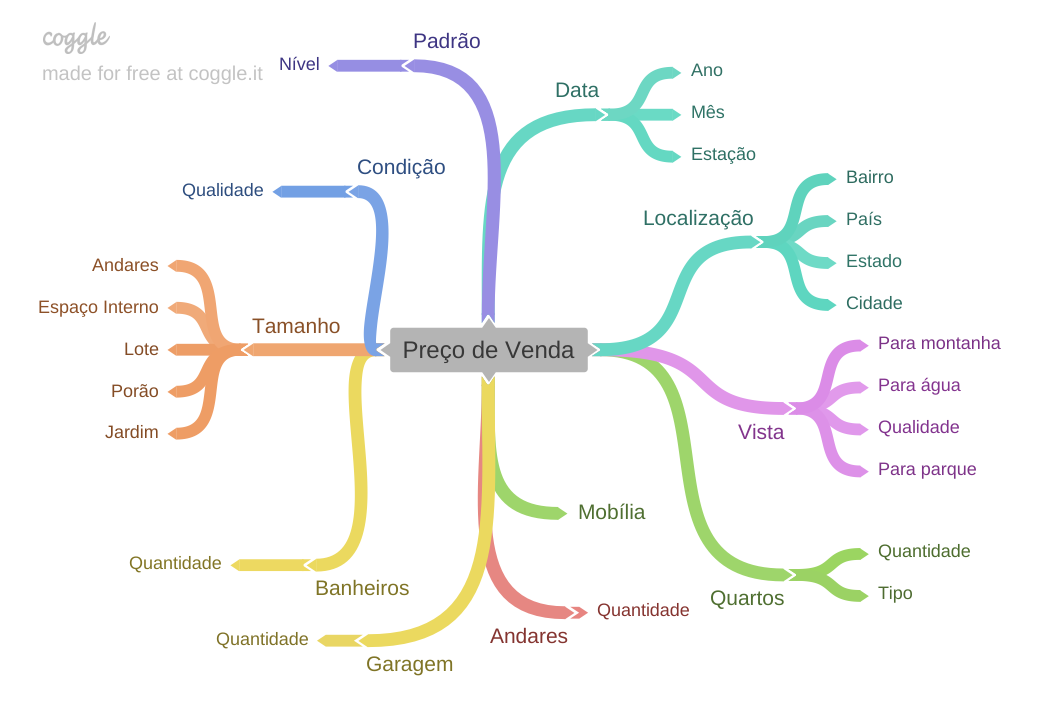 coggle
made for free at coggle.it
Padrão
Nível
Data
Ano
Mês
Estação
Condição
Qualidade
Localização
Bairro
País
Estado
Cidade
Tamanho
Andares
Espaço Interno
Lote
Porão
Jardim
Preço de Venda
Vista
Para montanha
Para água
Qualidade
Para parque
Mobília
Quartos
Quantidade
Tipo
Banheiros
Quantidade
Andares
Quantidade
Garagem
Quantidade